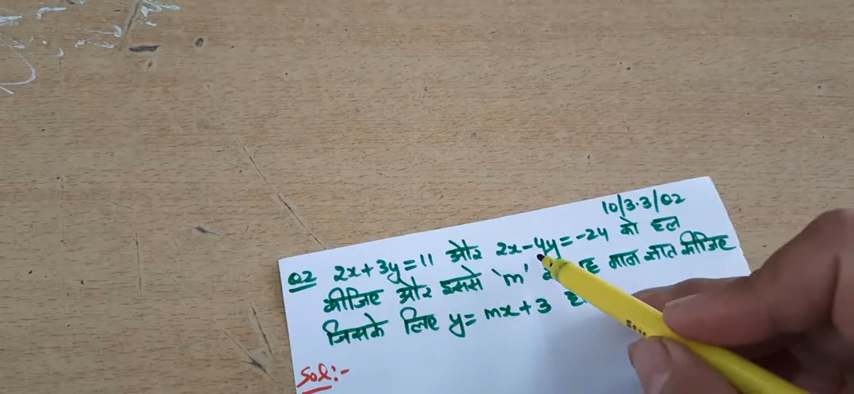 10/3.3/02
Q2 2x+3y=11 और 2x-4y=-24 को हल
कीजिए और इससे 'm' मान ज्ञात कीजिए
जिसके लिए y=mx+3
Sol:-